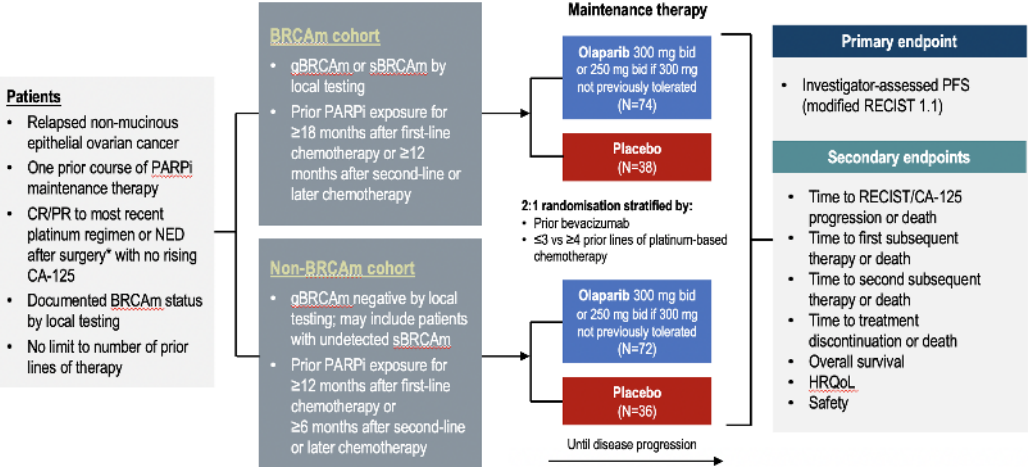 Patients
• Relapsed non-mucinous
epithelial ovarian cancer
• One prior course of PARPi
maintenance therapy
• CR/PR to most recent
platinum regimen or NED
after surgery* with no rising
CA-125
• Documented BRCAm status
by local testing
• No limit to number of prior
lines of therapy
BRCAm cohort
• gBRCAm or sBRCAm by
local testing
• Prior PARPi exposure for
≥18 months after first-line
chemotherapy or ≥12
months after second-line or
later chemotherapy
Non-BRCAm cohort
• gBRCAm negative by local
testing; may include patients
with undetected sBRCAm
• Prior PARPi exposure for
≥12 months after first-line
chemotherapy or
≥6 months after second-line
or later chemotherapy
Maintenance therapy
Olaparib 300 mg bid
or 250 mg bid if 300 mg
not previously tolerated
(N=74)
Placebo
(N=38)
2:1 randomisation stratified by:
• Prior bevacizumab
• ≤3 vs ≥4 prior lines of platinum-based
chemotherapy
Olaparib 300 mg bid
or 250 mg bid if 300 mg
not previously tolerated
(N=72)
Placebo
(N=36)
Until disease progression
Primary endpoint
• Investigator-assessed PFS
(modified RECIST 1.1)
Secondary endpoints
• Time to RECIST/CA-125
progression or death
• Time to first subsequent
therapy or death
• Time to second subsequent
therapy or death
• Time to treatment
discontinuation or death
• Overall survival
• HRQoL
• Safety